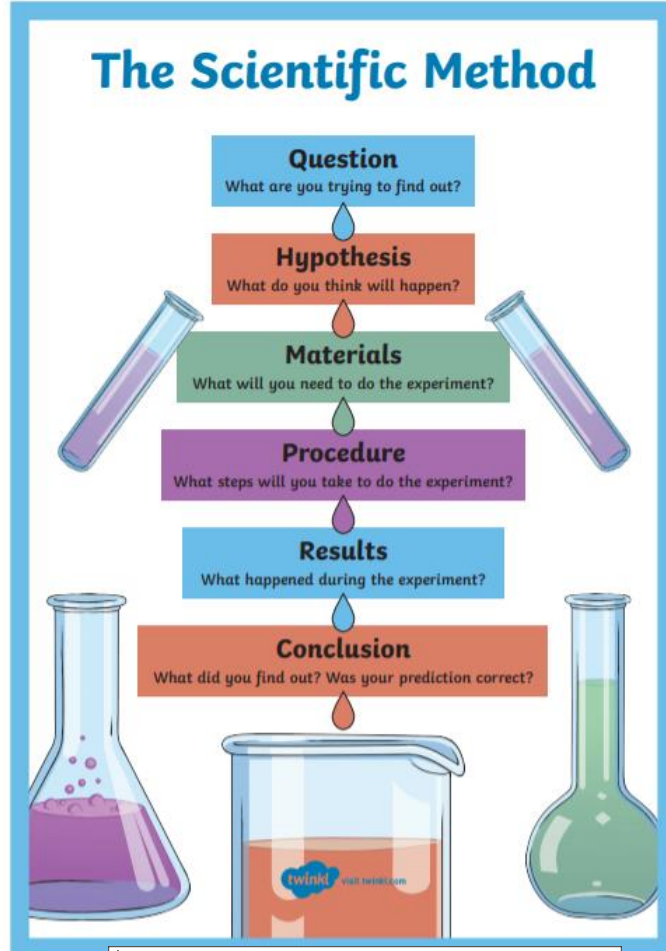 The Scientific Method
Question
What are you trying to find out?
Hypothesis
What do you think will happen?
Materials
What will you need to do the experiment?
Procedure
What steps will you take to do the experiment?
Results
What happened during the experiment?
Conclusion
What did you find out? Was your prediction correct?
twinkl visit twinkl.com